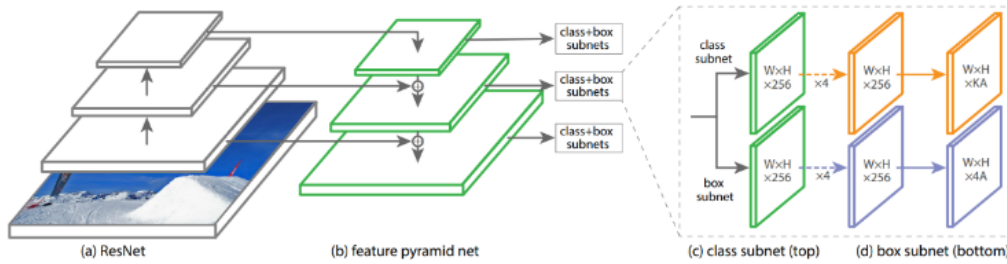 class+box
subnets
class+box
subnets
class+box
subnets
class
subnet
W×H
×256
×4
W×H
×256
W×H
×KA
W×H
×256
×4
W×H
×256
W×H
×4A
box
subnet
(a) ResNet
(b) feature pyramid net
(c) class subnet (top)
(d) box subnet (bottom)